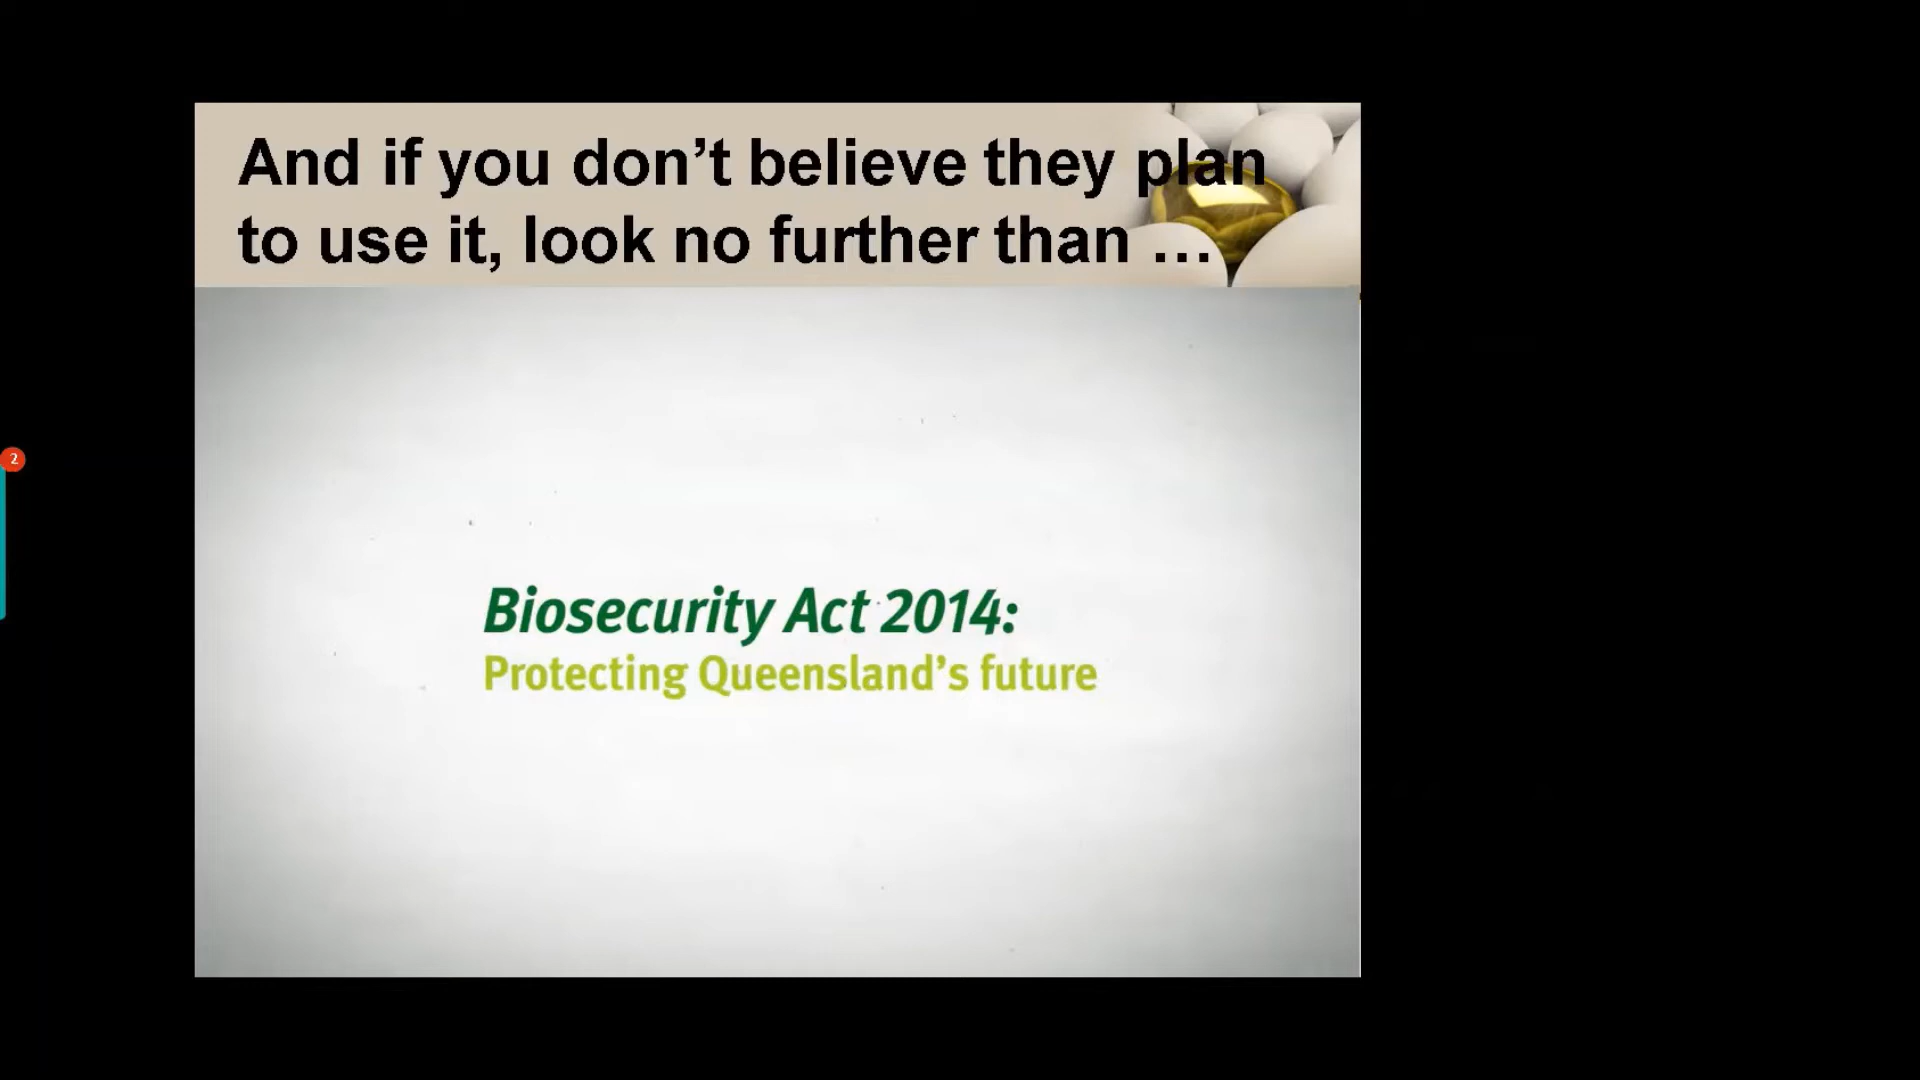 And if you don’t believe they plan
to use it, look no further than …
2
Biosecurity Act 2014:
Protecting Queensland’s future